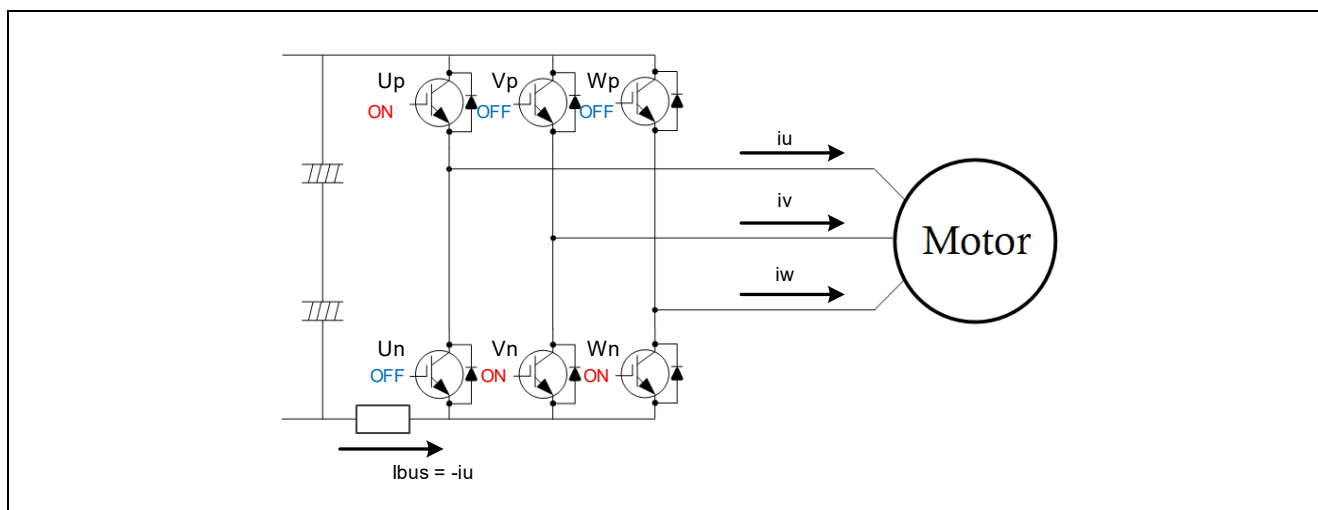 Up Vp Wp
ON OFF OFF
iu
iv
Motor
iw
Un Vn Wn
OFF ON ON
Ibus = -iu